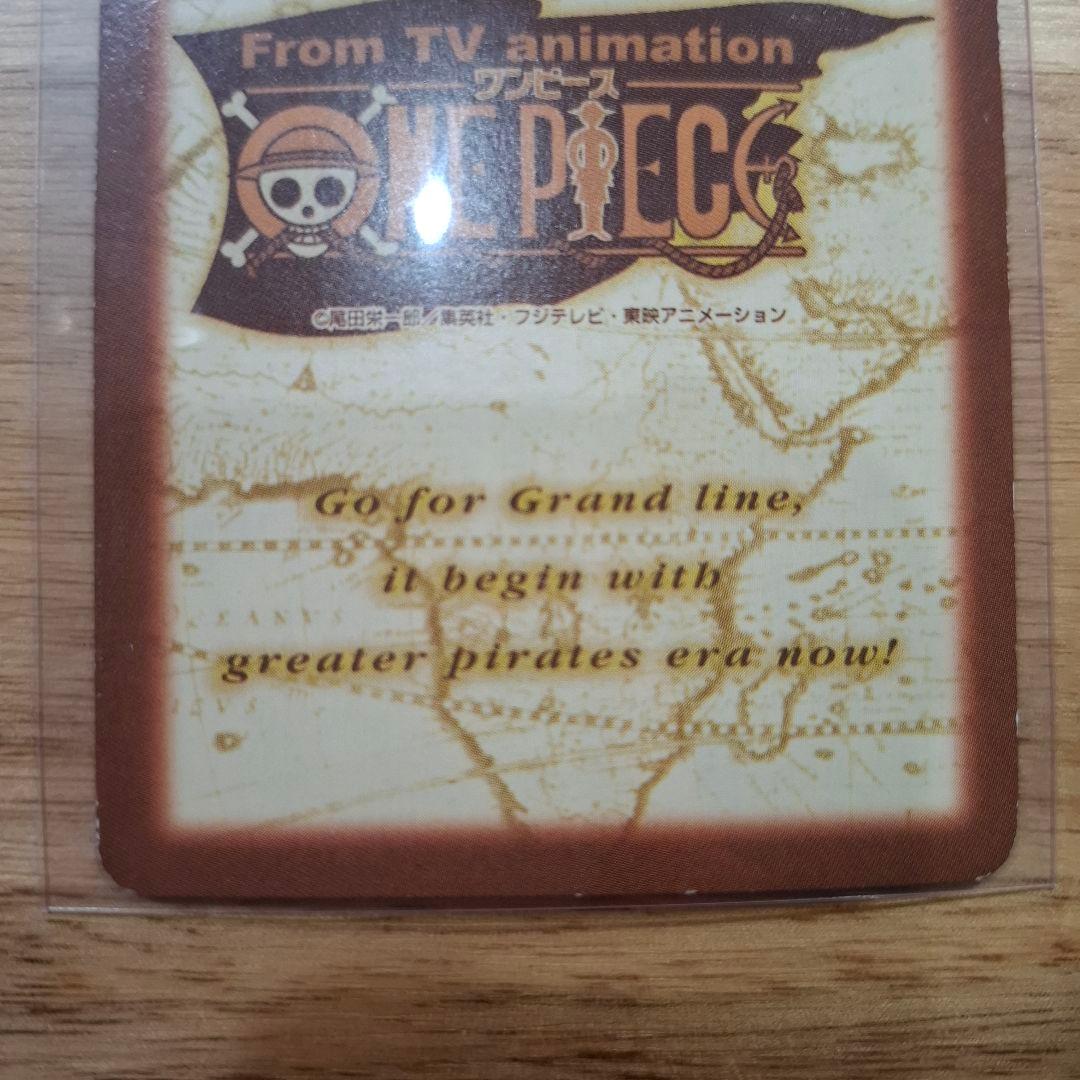 From TV animation
ワンピース
ONE PIECE
©尾田栄一郎／集英社・フジテレビ・東映アニメーション
Go for Grand line,
it begin with
greater pirates era now!